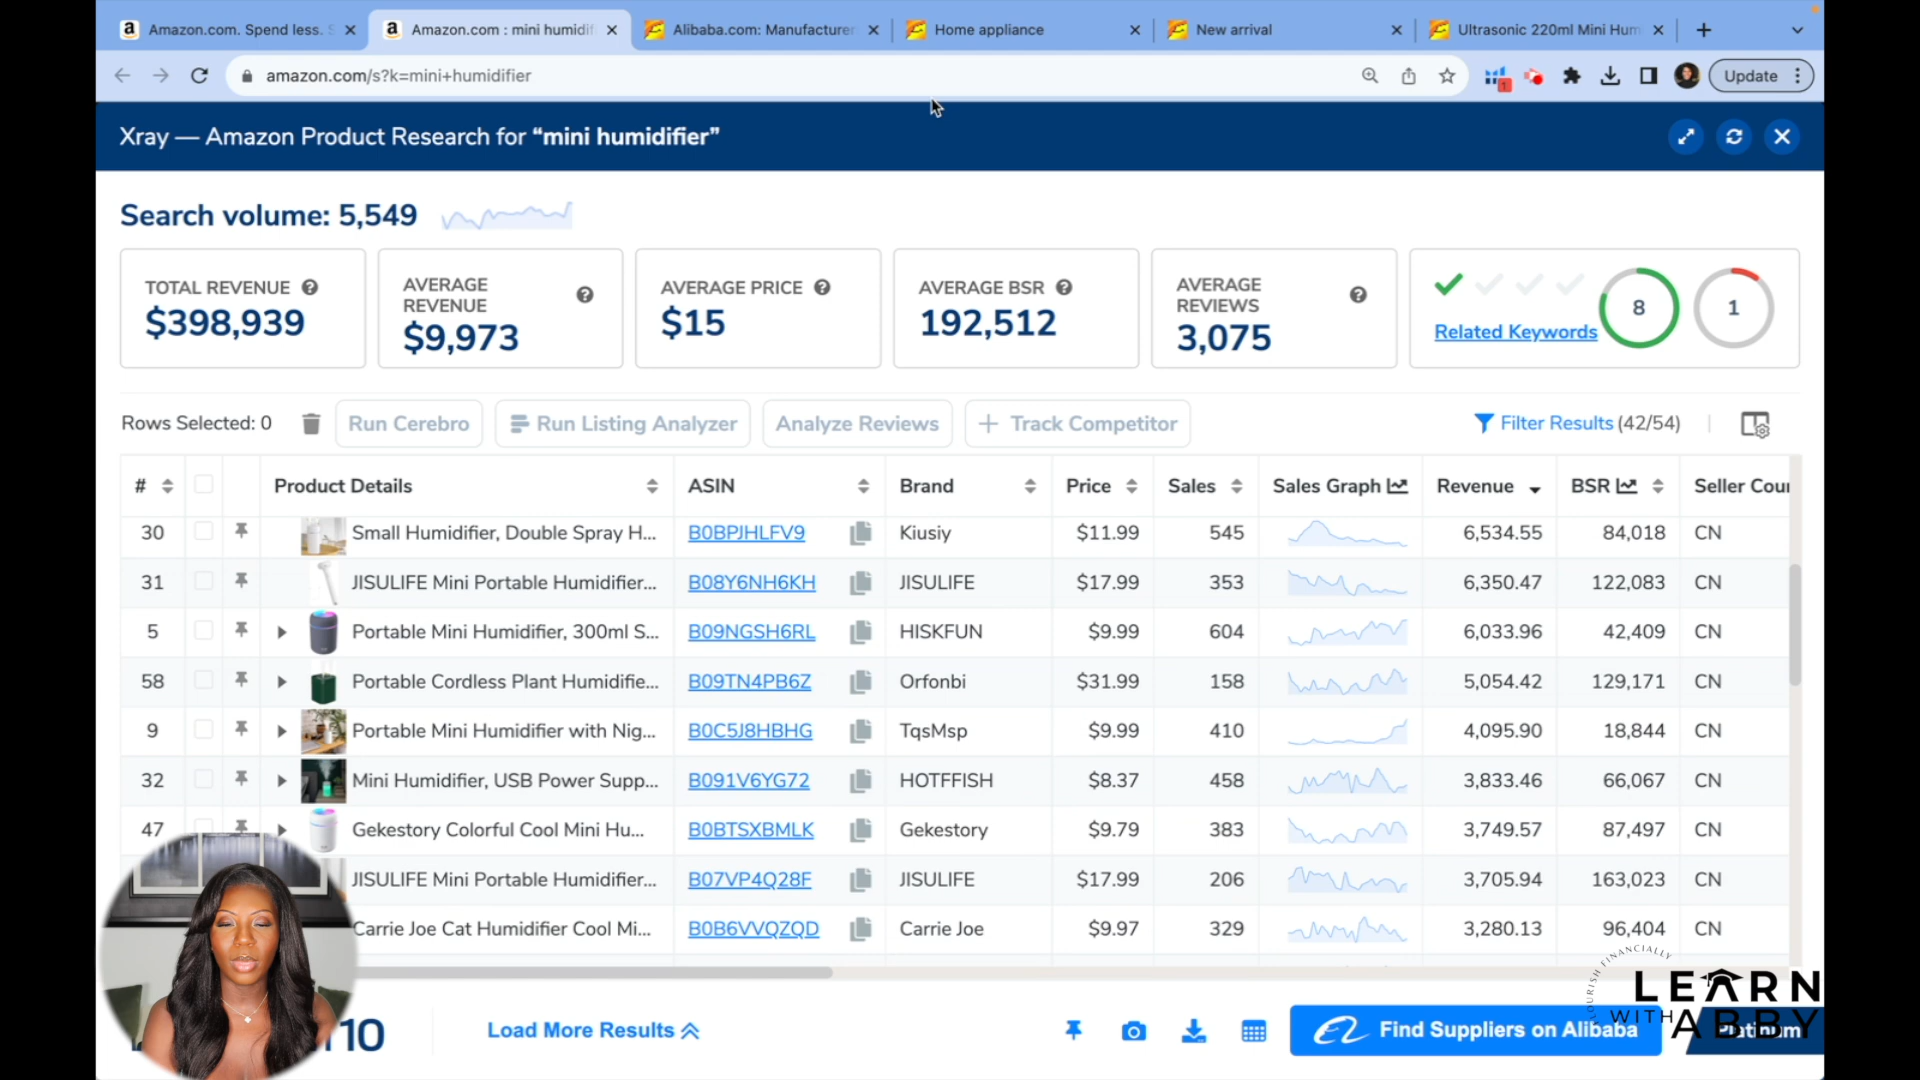 Amazon.com. Spend less. S
Amazon.com : mini humidif
Alibaba.com: Manufacturer
Home appliance
New arrival
Ultrasonic 220ml Mini Hum
amazon.com/s?k=mini+humidifier
1
Update
Xray — Amazon Product Research for “mini humidifier”
Search volume: 5,549
TOTAL REVENUE
$398,939
AVERAGE REVENUE
$9,973
AVERAGE PRICE
$15
AVERAGE BSR
192,512
AVERAGE REVIEWS
3,075
Related Keywords
8
1
Rows Selected: 0 Run Cerebro Run Listing Analyzer Analyze Reviews + Track Competitor Filter Results (42/54)
# Product Details ASIN Brand Price Sales Sales Graph Revenue BSR Seller Cour
30 Small Humidifier, Double Spray H... B0BPJHLFV9 Kiusiy $11.99 545 6,534.55 84,018 CN
31 JISULIFE Mini Portable Humidifier... B08Y6NH6KH JISULIFE $17.99 353 6,350.47 122,083 CN
5 Portable Mini Humidifier, 300ml S... B09NGSH6RL HISKFUN $9.99 604 6,033.96 42,409 CN
58 Portable Cordless Plant Humidifie... B09TN4PB6Z Orfonbi $31.99 158 5,054.42 129,171 CN
9 Portable Mini Humidifier with Nig... B0C5J8HBHG TqsMsp $9.99 410 4,095.90 18,844 CN
32 Mini Humidifier, USB Power Supp... B091V6YG72 HOTFFISH $8.37 458 3,833.46 66,067 CN
47 Gekestory Colorful Cool Mini Hu... B0BTSXBMLK Gekestory $9.79 383 3,749.57 87,497 CN
JISULIFE Mini Portable Humidifier... B07VP4Q28F JISULIFE $17.99 206 3,705.94 163,023 CN
Carrie Joe Cat Humidifier Cool Mi... B0B6VVQZQD Carrie Joe $9.97 329 3,280.13 96,404 CN
10
Load More Results
Find Suppliers on Alibaba
Platinum
FLOURISH FINANCIALLY
LEARN
WITH ABBY